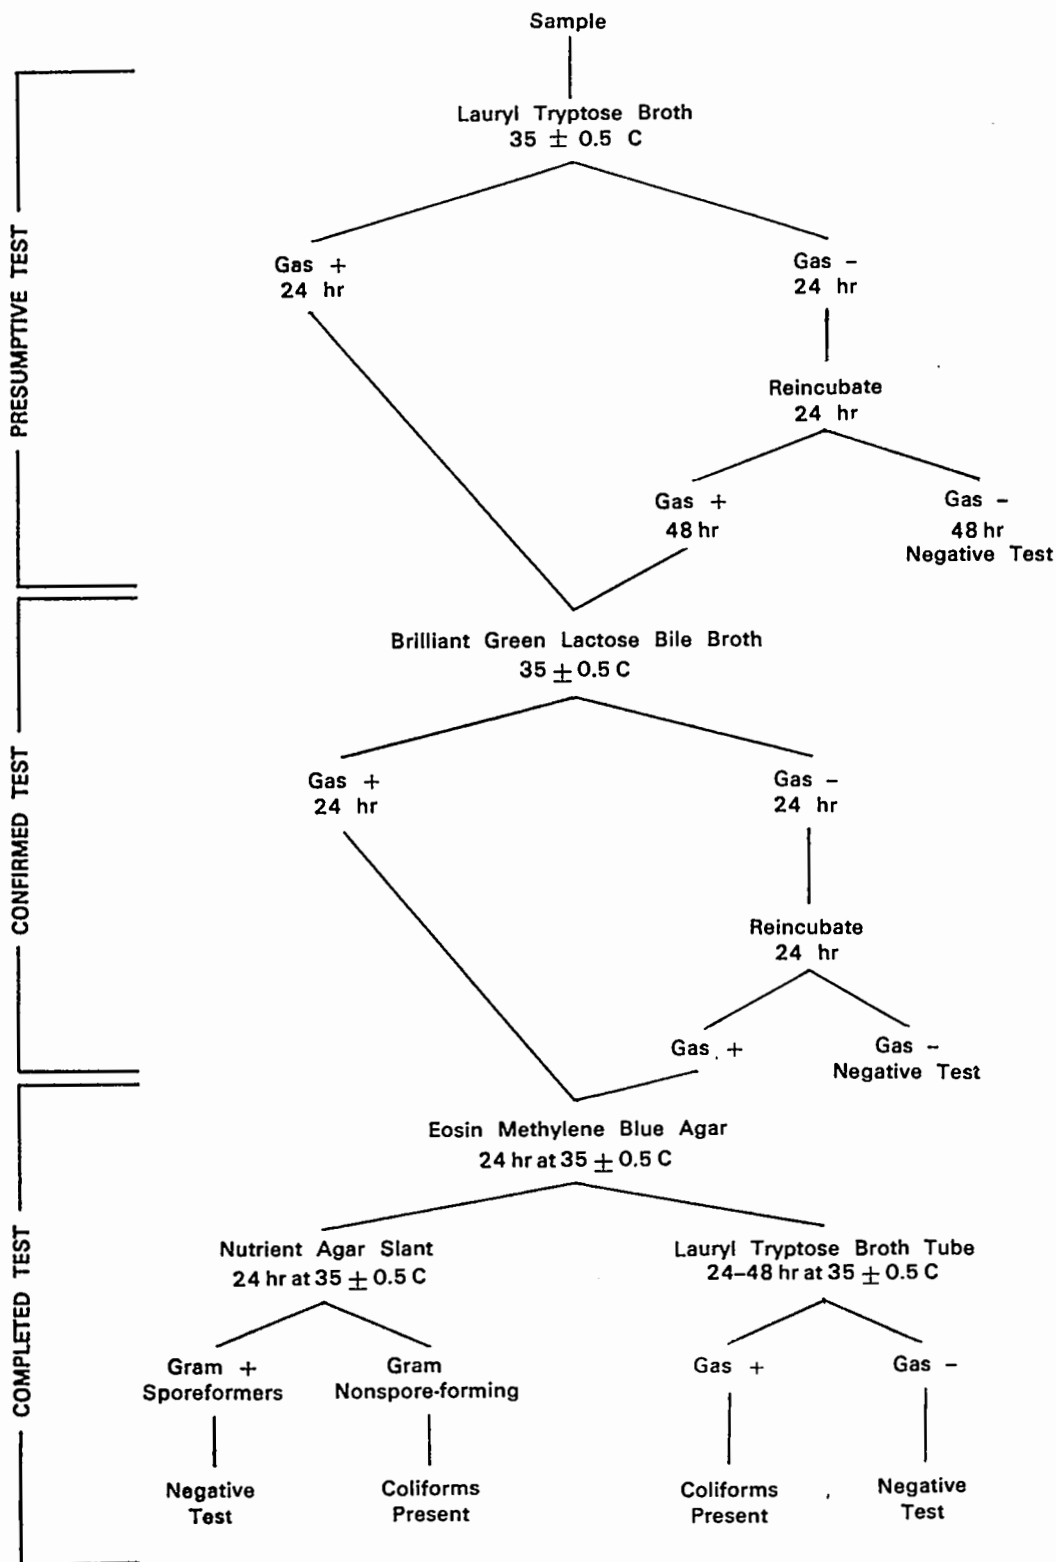 Sample
Lauryl Tryptose Broth
35 ± 0.5 C
PRESUMPTIVE TEST
Gas +
24 hr
Gas −
24 hr
Reincubate
24 hr
Gas +
48 hr
Gas −
48 hr
Negative Test
Brilliant Green Lactose Bile Broth
35 ± 0.5 C
CONFIRMED TEST
Gas +
24 hr
Gas −
24 hr
Reincubate
24 hr
Gas +
Gas −
Negative Test
Eosin Methylene Blue Agar
24 hr at 35 ± 0.5 C
COMPLETED TEST
Nutrient Agar Slant
24 hr at 35 ± 0.5 C
Lauryl Tryptose Broth Tube
24–48 hr at 35 ± 0.5 C
Gram +
Sporeformers
Gram
Nonspore-forming
Gas +
Gas −
Negative
Test
Coliforms
Present
Coliforms
Present
Negative
Test